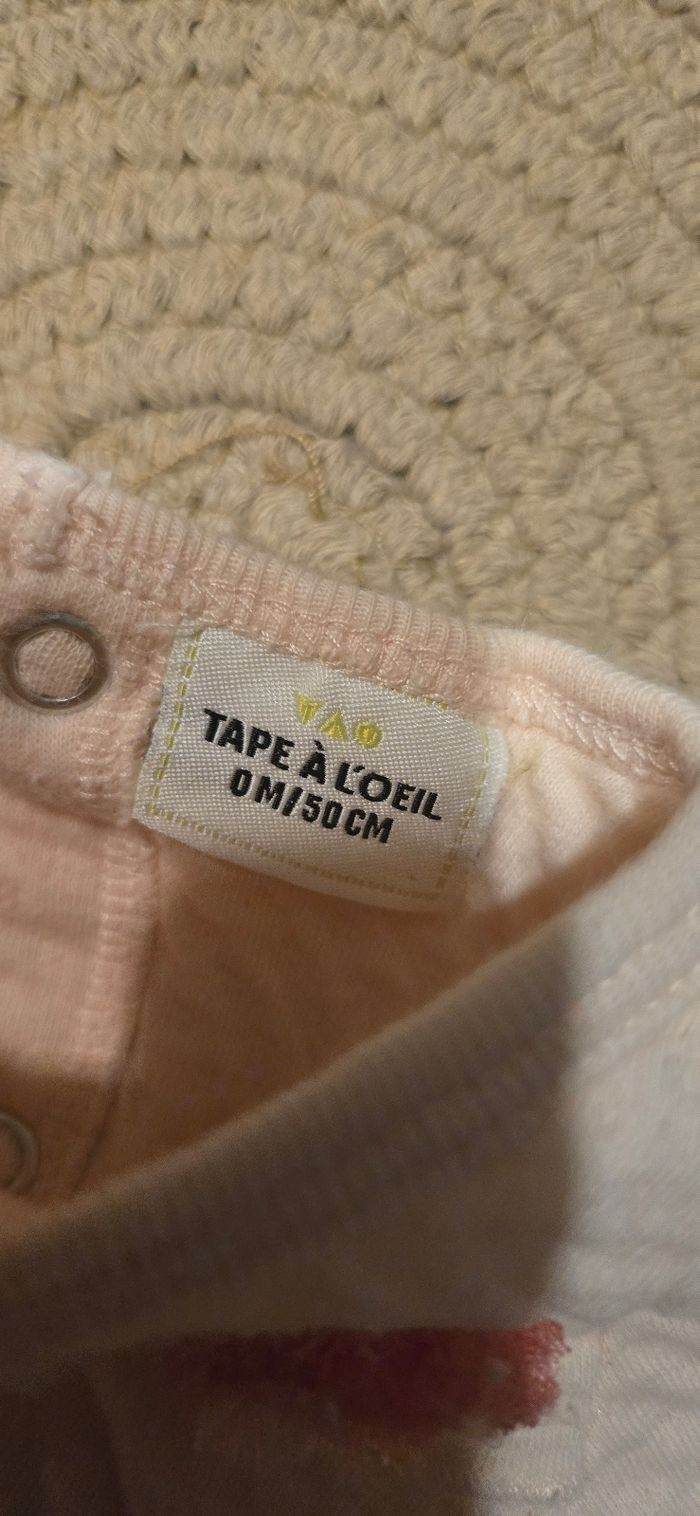 TAO
TAPE À L'OEIL
0M/50CM